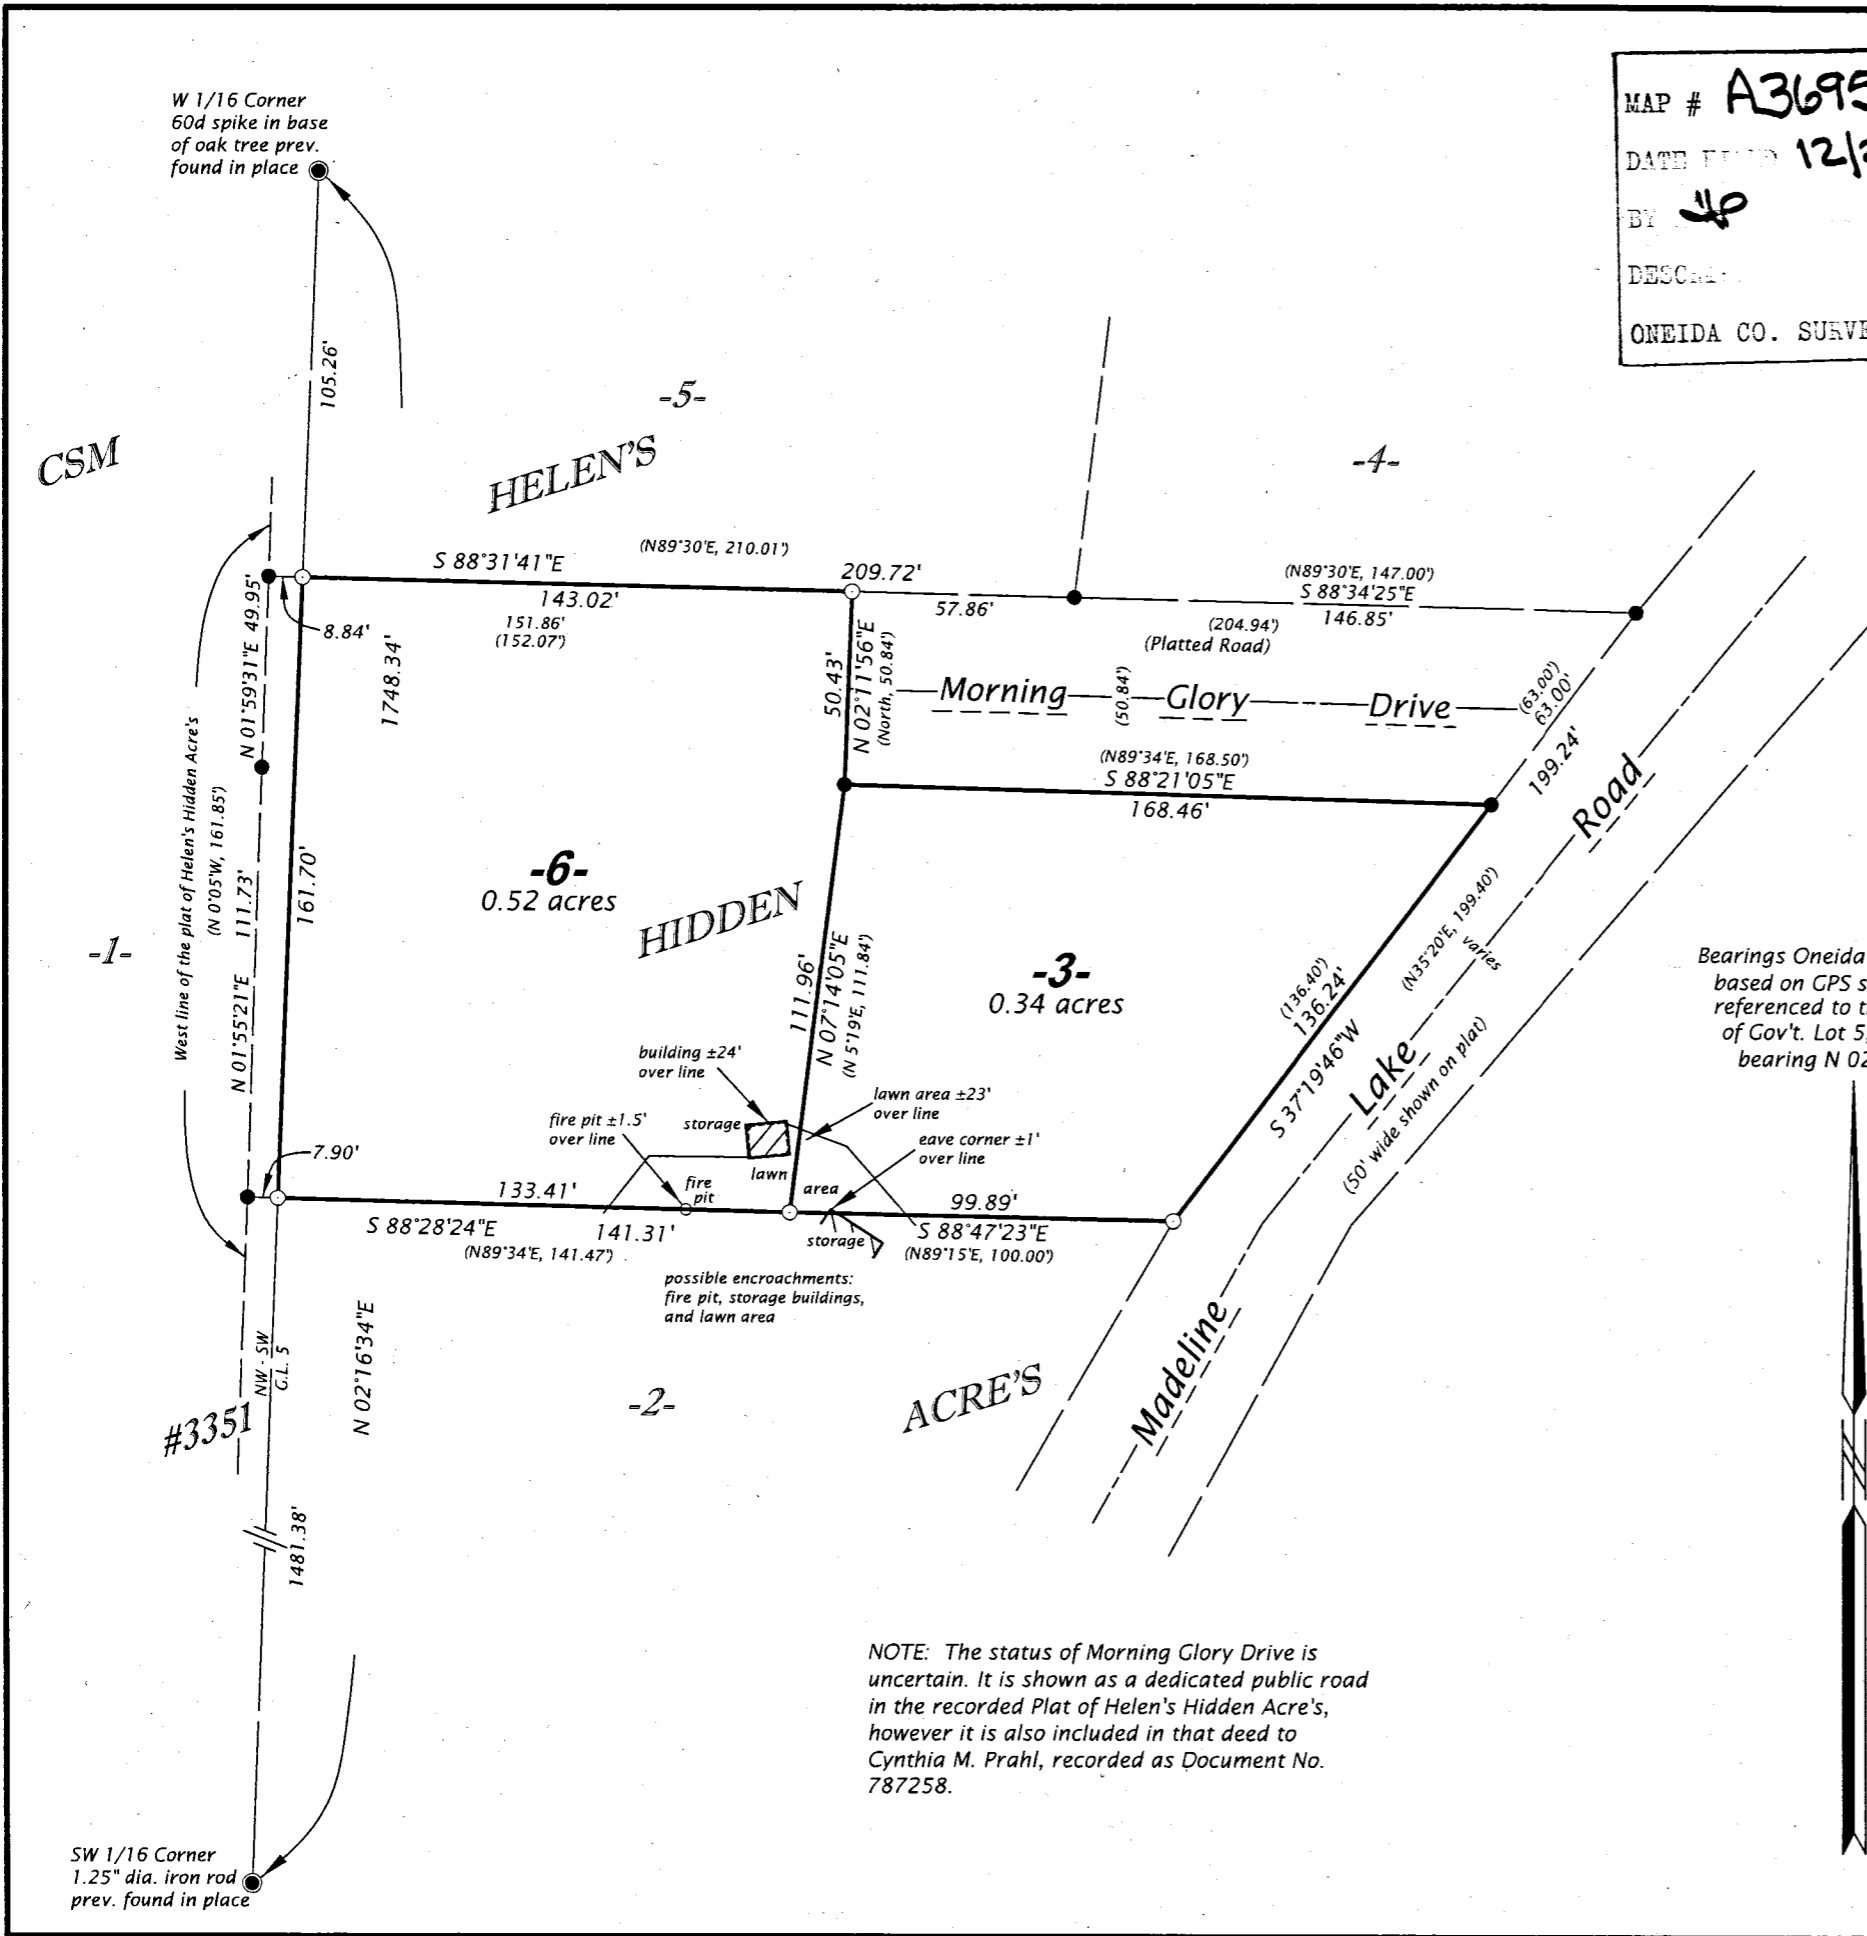 MAP # A3695
12/2
BY
ONEIDA CO. SURVE
W 1/16 Corner
60d spike in base
of oak tree prev.
found in place
105.26'
-5-
-4-
CSM
HELEN'S
S 88°31'41"E
(N89°30'E, 210.01')
209.72'
143.02'
151.86'
(152.07')
57.86'
(N89°30'E, 147.00')
S 88°34'25"E
146.85'
(204.94')
(Platted Road)
N 01°59'31"E 49.95'
8.84'
1748.34'
50.43'
N 02°11'56"E
(North, 50.84')
Morning Glory Drive
(50.84')
(63.00')
63.00'
199.24'
(N89°34'E, 168.50')
S 88°21'05"E
168.46'
West line of the plat of Helen's Hidden Acre's
(N 0°05'W, 161.85')
N 01°55'21"E 111.73'
161.70'
-6-
0.52 acres
HIDDEN
-1-
111.96'
N 07°14'05"E
(N 5°19'E, 111.84')
-3-
0.34 acres
(136.40')
136.24'
S 37°19'46"W
(N35°20'E, 199.40')
varies
Madeline Lake Road
(50' wide shown on plat)
Bearings Oneida
based on GPS s
referenced to t
of Gov't. Lot 5,
bearing N 02
building ±24'
over line
storage
lawn area ±23'
over line
fire pit ±1.5'
over line
eave corner ±1'
over line
lawn
area
fire
pit
7.90'
133.41'
S 88°28'24"E
141.31'
(N89°34'E, 141.47')
99.89'
S 88°47'23"E
(N89°15'E, 100.00')
storage
possible encroachments:
fire pit, storage buildings,
and lawn area
NW - SW
G.L. 5
N 02°16'34"E
#3351
-2-
ACRE'S
1481.38'
NOTE: The status of Morning Glory Drive is
uncertain. It is shown as a dedicated public road
in the recorded Plat of Helen's Hidden Acre's,
however it is also included in that deed to
Cynthia M. Prahl, recorded as Document No.
787258.
SW 1/16 Corner
1.25" dia. iron rod
prev. found in place